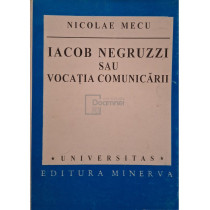 NICOLAE MECU
IACOB NEGRUZZI
SAU
VOCAȚIA COMUNICĂRII
• UNIVERSITAS •
EDITURA MINERVA